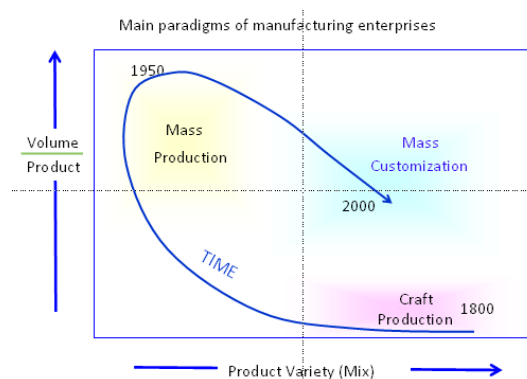 Main paradigms of manufacturing enterprises
1950
Mass
Production
Volume
Product
Mass
Customization
2000
TIME
Craft
Production
1800
Product Variety (Mix)